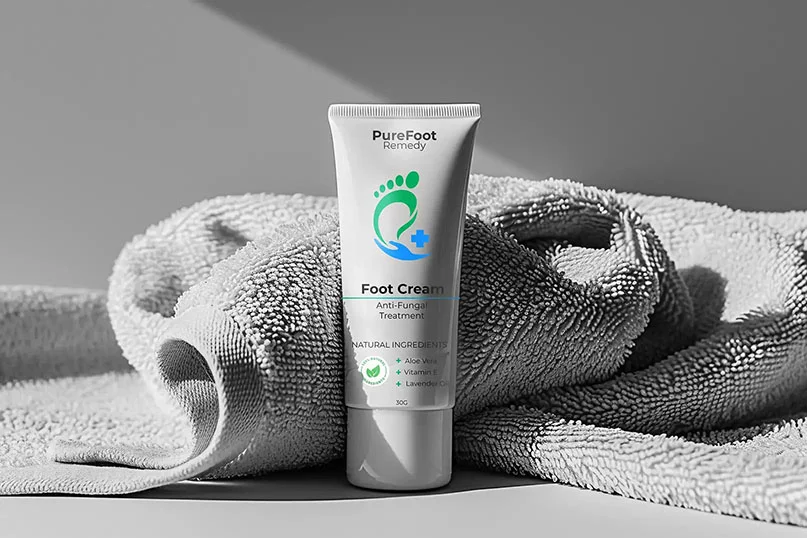 PureFoot
Remedy
Foot Cream
Anti-Fungal
Treatment
NATURAL INGREDIENTS
+ Aloe Vera
+ Vitamin E
+ Lavender
30G